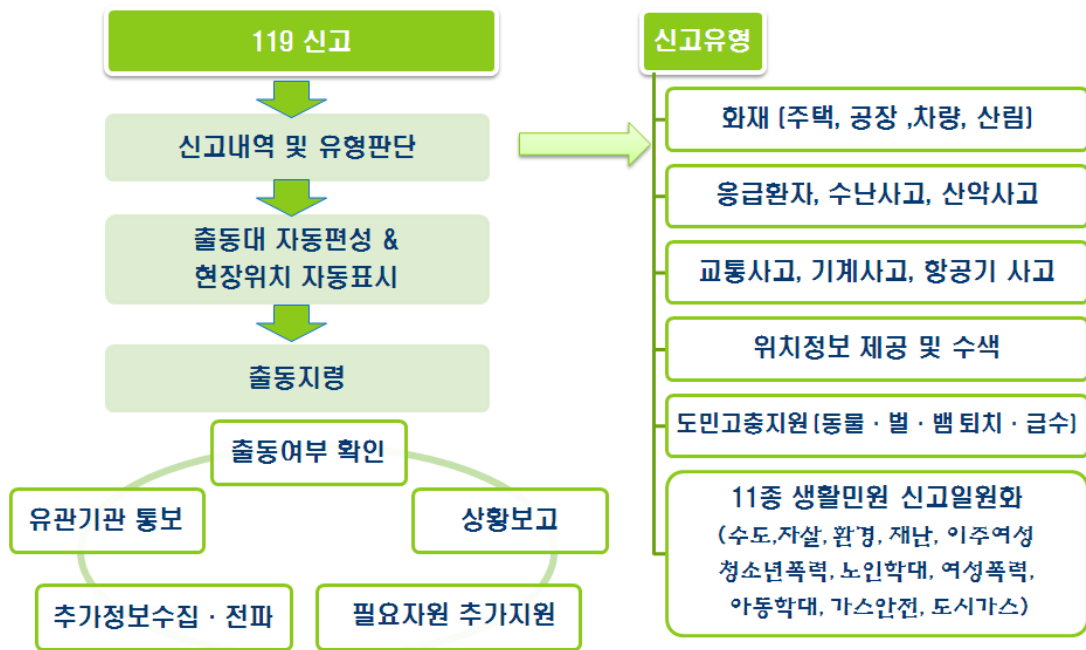 119 신고
신고내역 및 유형판단
출동대 자동편성 &
현장위치 자동표시
출동지령
출동여부 확인
유관기관 통보
상황보고
추가정보수집 · 전파
필요자원 추가지원
신고유형
화재 (주택, 공장 ,차량, 산림)
응급환자, 수난사고, 산악사고
교통사고, 기계사고, 항공기 사고
위치정보 제공 및 수색
도민고충지원 (동물 · 벌 · 뱀 퇴치 · 급수)
11종 생활민원 신고일원화
(수도,자살, 환경, 재난, 이주여성
청소년폭력, 노인학대, 여성폭력,
아동학대, 가스안전, 도시가스)